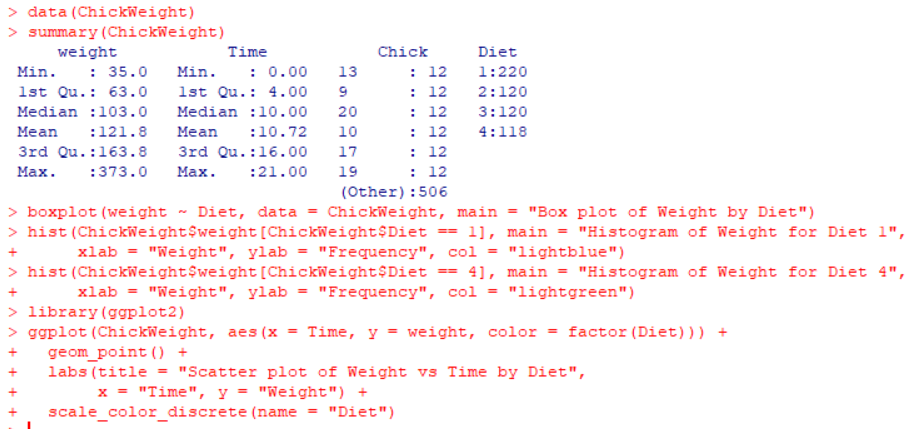 > data(ChickWeight)
> summary(ChickWeight)
     weight           Time           Chick     Diet
 Min.   : 35.0   Min.   : 0.00   13     : 12   1:220
 1st Qu.: 63.0   1st Qu.: 4.00   9      : 12   2:120
 Median :103.0   Median :10.00   20     : 12   3:120
 Mean   :121.8   Mean   :10.72   10     : 12   4:118
 3rd Qu.:163.8   3rd Qu.:16.00   17     : 12
 Max.   :373.0   Max.   :21.00   19     : 12
                                 (Other):506
> boxplot(weight ~ Diet, data = ChickWeight, main = "Box plot of Weight by Diet")
> hist(ChickWeight$weight[ChickWeight$Diet == 1], main = "Histogram of Weight for Diet 1",
+      xlab = "Weight", ylab = "Frequency", col = "lightblue")
> hist(ChickWeight$weight[ChickWeight$Diet == 4], main = "Histogram of Weight for Diet 4",
+      xlab = "Weight", ylab = "Frequency", col = "lightgreen")
> library(ggplot2)
> ggplot(ChickWeight, aes(x = Time, y = weight, color = factor(Diet))) +
+   geom_point() +
+   labs(title = "Scatter plot of Weight vs Time by Diet",
+        x = "Time", y = "Weight") +
+   scale_color_discrete(name = "Diet")